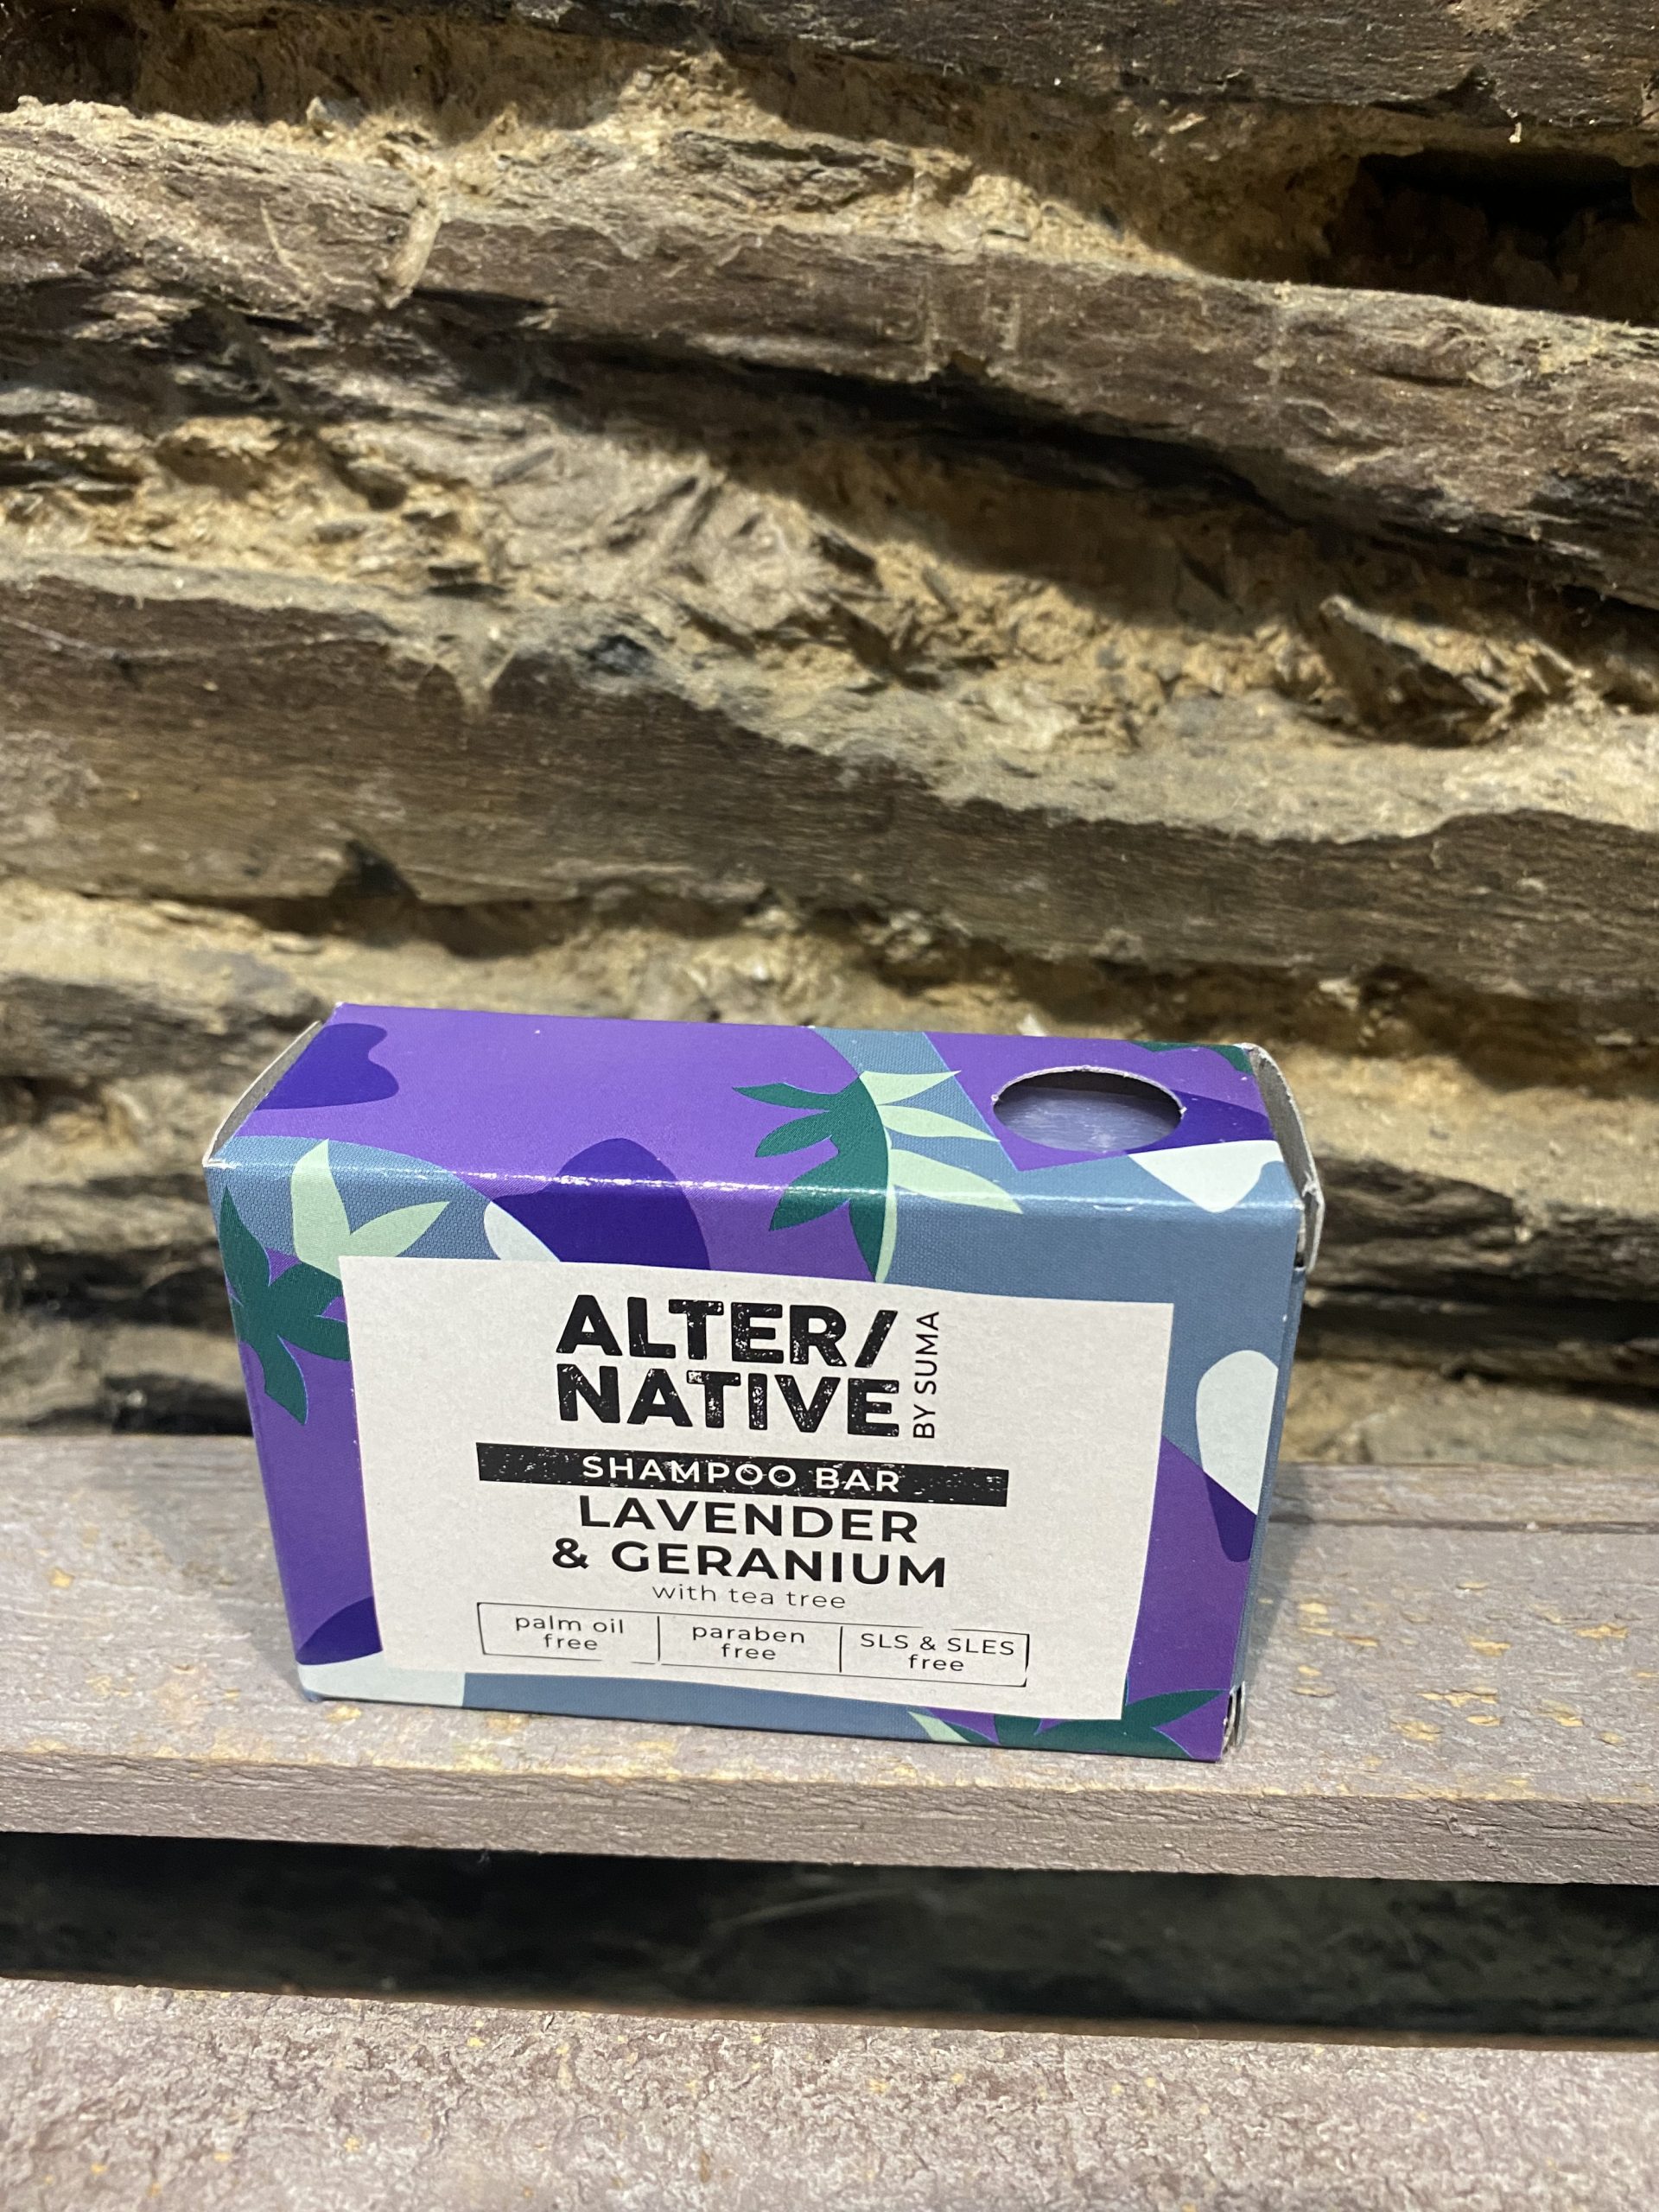 ALTER/
NATIVE
BY SUMA
SHAMPOO BAR
LAVENDER
& GERANIUM
with tea tree
palm oil
free
paraben
free
SLS & SLES
free